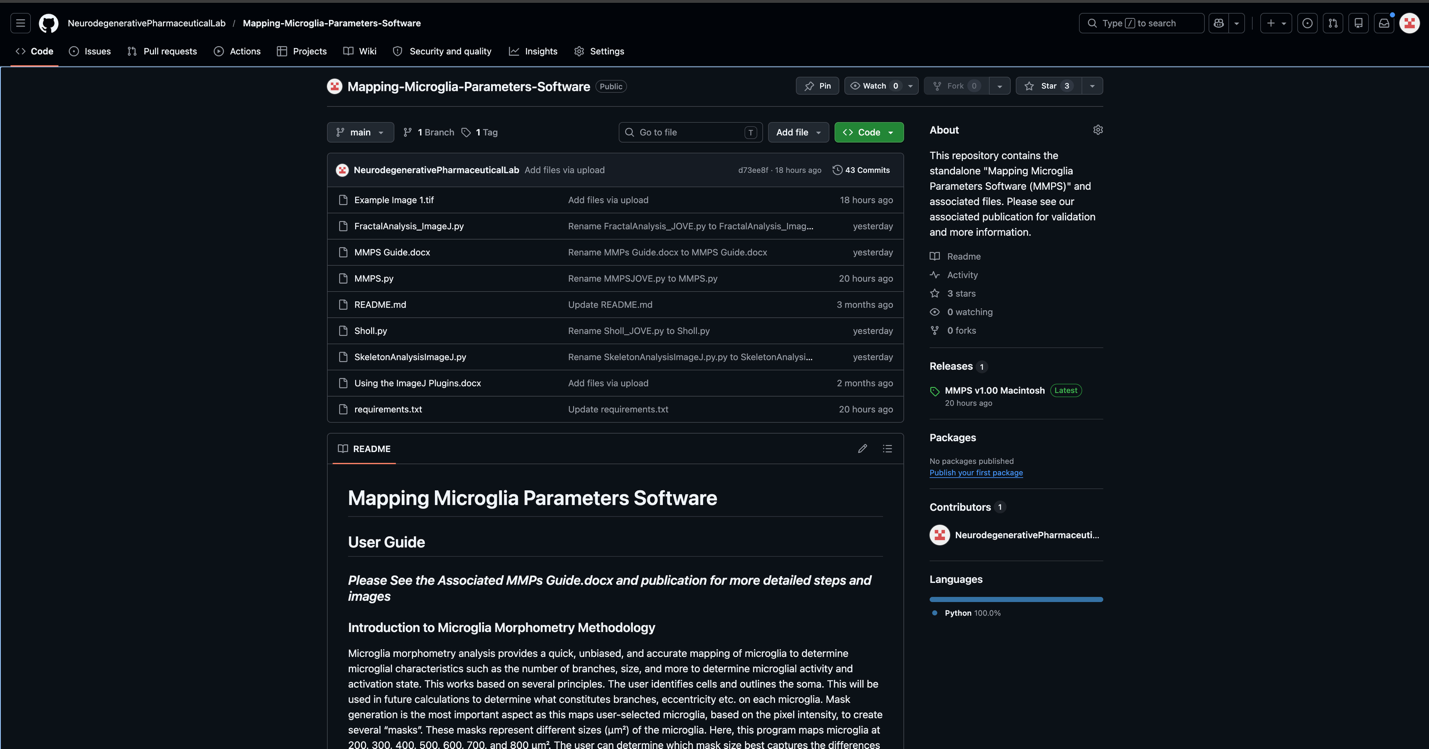 NeurodegenerativePharmaceuticalLab / Mapping-Microglia-Parameters-Software
Type / to search
Code Issues Pull requests Actions Projects Wiki Security and quality Insights Settings
Mapping-Microglia-Parameters-Software Public
Pin Watch 0 Fork 0 Star 3
main 1 Branch 1 Tag
Go to file T Add file Code
NeurodegenerativePharmaceuticalLab Add files via upload d73ee8f · 18 hours ago 43 Commits
Example Image 1.tif Add files via upload 18 hours ago
FractalAnalysis_ImageJ.py Rename FractalAnalysis_JOVE.py to FractalAnalysis_Imag... yesterday
MMPS Guide.docx Rename MMPs Guide.docx to MMPS Guide.docx yesterday
MMPS.py Rename MMPSJOVE.py to MMPS.py 20 hours ago
README.md Update README.md 3 months ago
Sholl.py Rename Sholl_JOVE.py to Sholl.py yesterday
SkeletonAnalysisImageJ.py Rename SkeletonAnalysisImageJ.py.py to SkeletonAnalysi... yesterday
Using the ImageJ Plugins.docx Add files via upload 2 months ago
requirements.txt Update requirements.txt 20 hours ago
README
Mapping Microglia Parameters Software
User Guide
Please See the Associated MMPs Guide.docx and publication for more detailed steps and
images
Introduction to Microglia Morphometry Methodology
Microglia morphometry analysis provides a quick, unbiased, and accurate mapping of microglia to determine
microglial characteristics such as the number of branches, size, and more to determine microglial activity and
activation state. This works based on several principles. The user identifies cells and outlines the soma. This will be
used in future calculations to determine what constitutes branches, eccentricity etc. on each microglia. Mask
generation is the most important aspect as this maps user-selected microglia, based on the pixel intensity, to create
several “masks”. These masks represent different sizes (µm²) of the microglia. Here, this program maps microglia at
200, 300, 400, 500, 600, 700, and 800 µm². The user can determine which mask size best captures the differences
About
This repository contains the
standalone "Mapping Microglia
Parameters Software (MMPS)" and
associated files. Please see our
associated publication for validation
and more information.
Readme
Activity
3 stars
0 watching
0 forks
Releases 1
MMPS v1.00 Macintosh Latest
20 hours ago
Packages
No packages published
Publish your first package
Contributors 1
NeurodegenerativePharmaceuti...
Languages
Python 100.0%